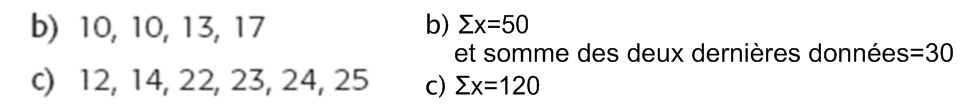 b) 10, 10, 13, 17
c) 12, 14, 22, 23, 24, 25
b) Σx=50
et somme des deux dernières données=30
c) Σx=120